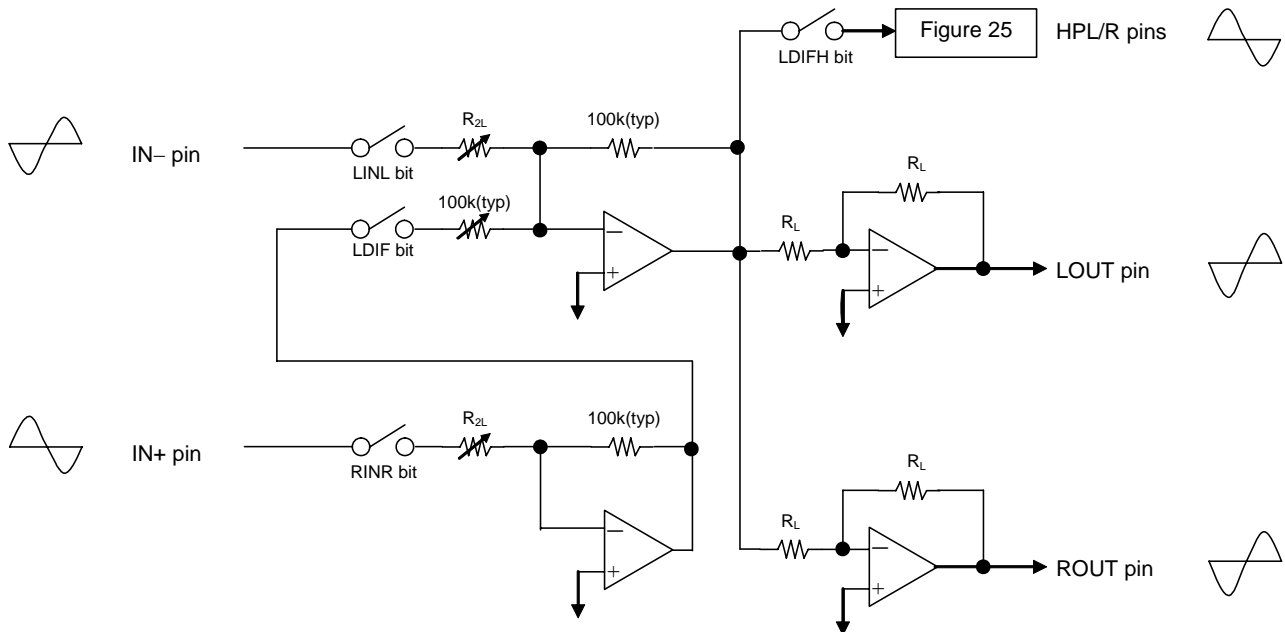 Figure 25
HPL/R pins
LDIFH bit
R2L
100k(typ)
IN− pin
LINL bit
RL
100k(typ)
LDIF bit
−
+
RL
−
+
LOUT pin
R2L
100k(typ)
IN+ pin
RINR bit
RL
−
+
RL
−
+
ROUT pin